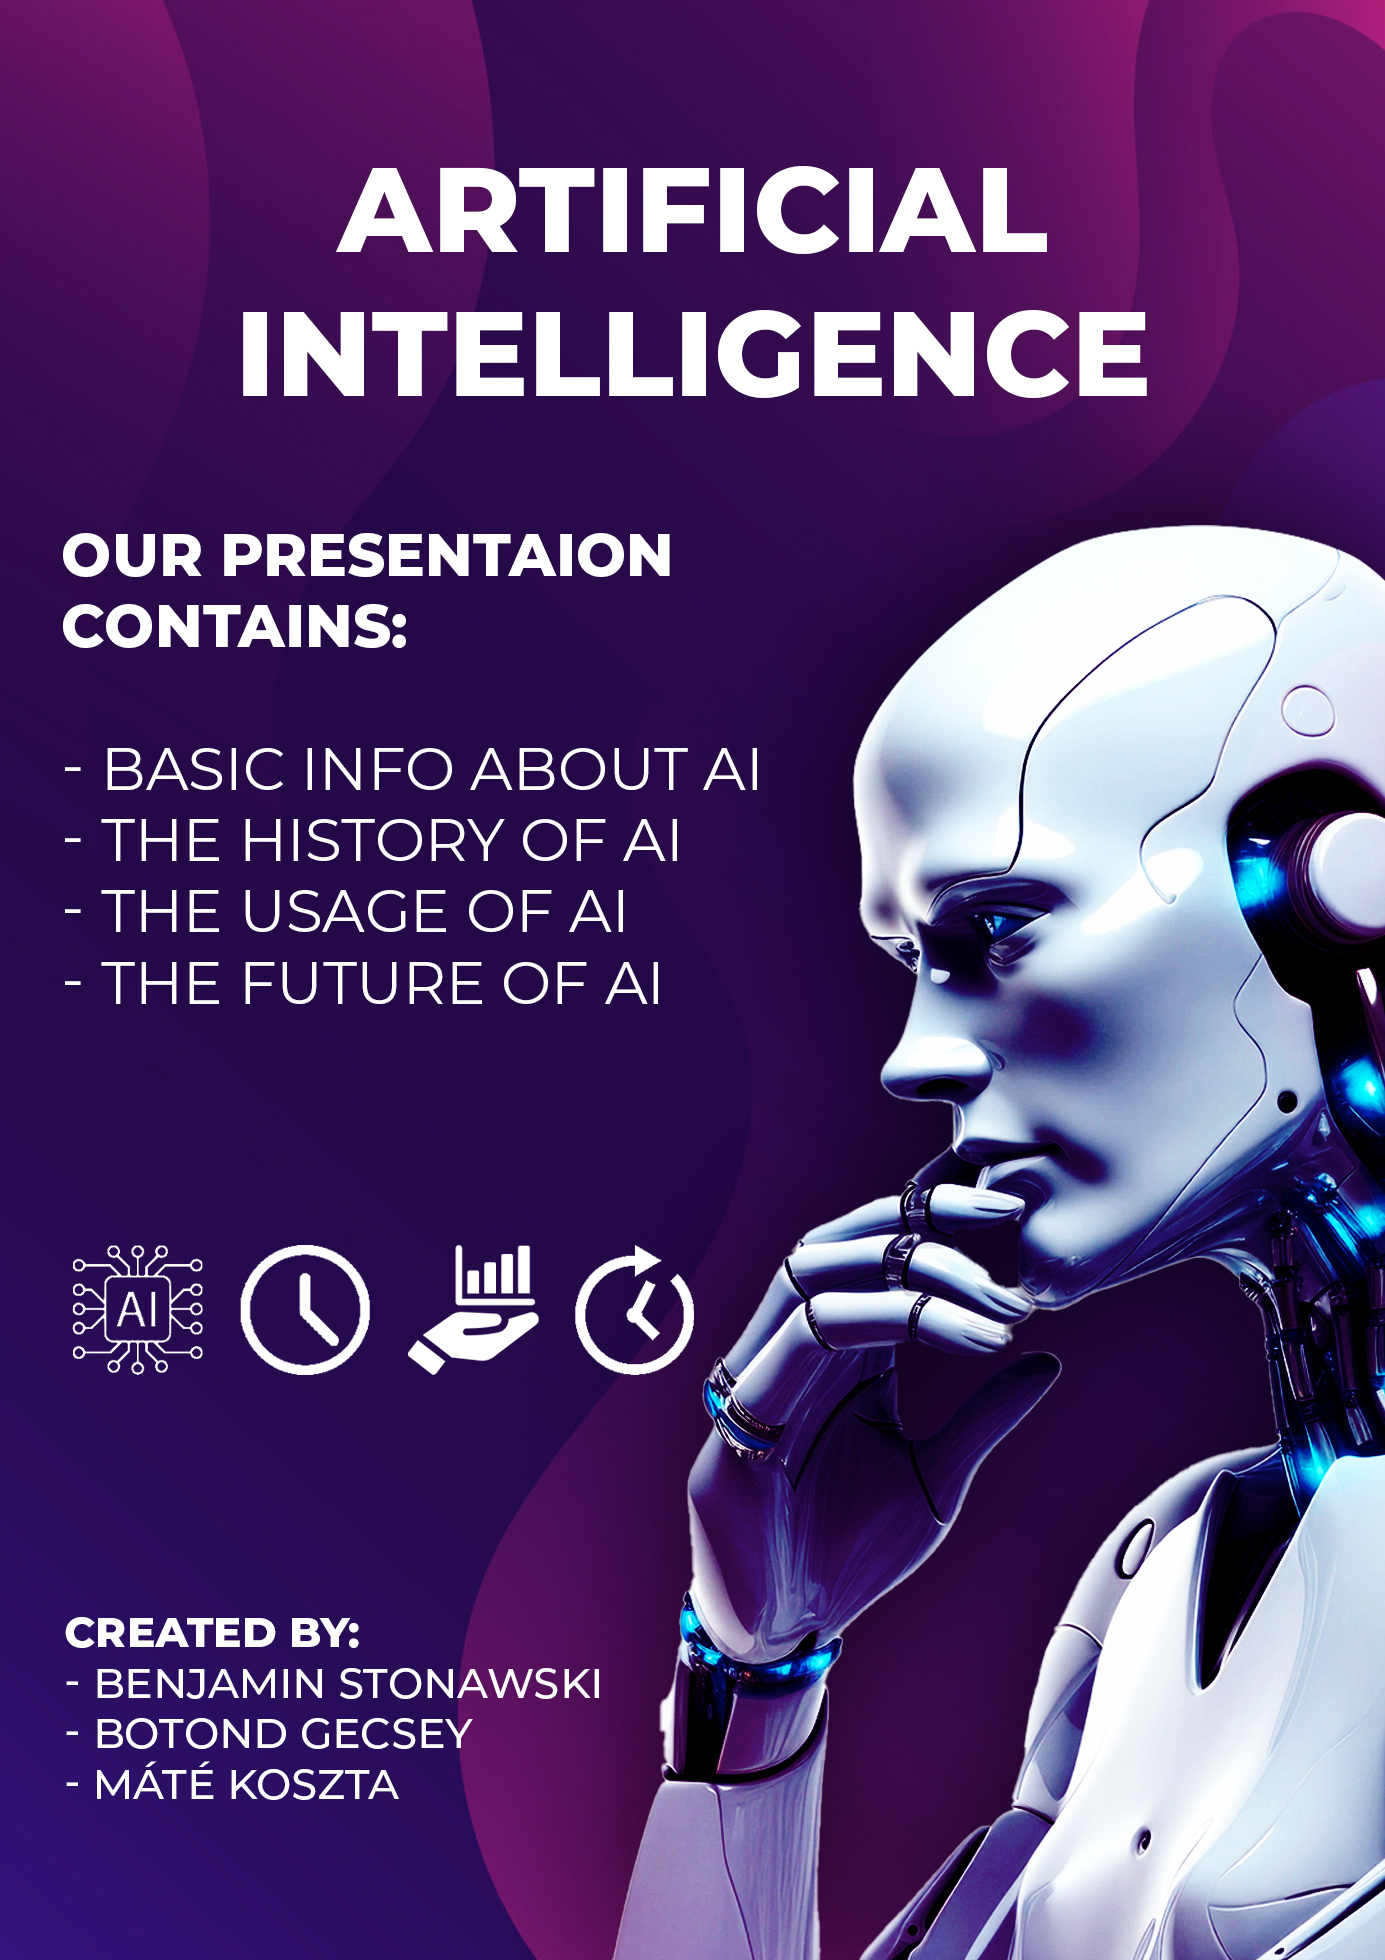 ARTIFICIAL
INTELLIGENCE
OUR PRESENTAION
CONTAINS:
- BASIC INFO ABOUT AI
- THE HISTORY OF AI
- THE USAGE OF AI
- THE FUTURE OF AI
AI
CREATED BY:
- BENJAMIN STONAWSKI
- BOTOND GECSEY
- MÁTÉ KOSZTA